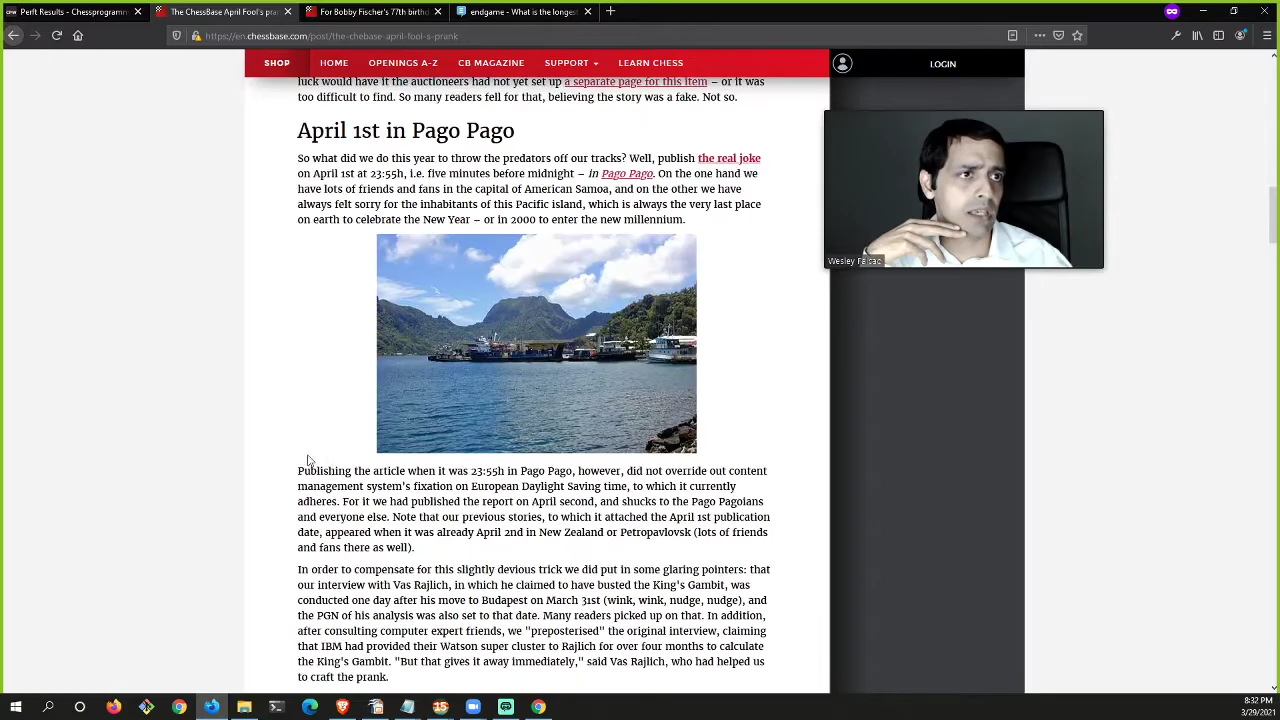 Perft Results - Chessprogramm
The ChessBase April Fool's pran
For Bobby Fischer's 77th birthd
endgame - What is the longest
https://en.chessbase.com/post/the-chebase-april-fool-s-prank
SHOP HOME OPENINGS A-Z CB MAGAZINE SUPPORT LEARN CHESS LOGIN
luck would have it the auctioneers had not yet set up a separate page for this item – or it was
too difficult to find. So many readers fell for that, believing the story was a fake. Not so.
April 1st in Pago Pago
So what did we do this year to throw the predators off our tracks? Well, publish the real joke
on April 1st at 23:55h, i.e. five minutes before midnight – in Pago Pago. On the one hand we
have lots of friends and fans in the capital of American Samoa, and on the other we have
always felt sorry for the inhabitants of this Pacific island, which is always the very last place
on earth to celebrate the New Year – or in 2000 to enter the new millennium.
Wesley Falsac
Publishing the article when it was 23:55h in Pago Pago, however, did not override out content
management system's fixation on European Daylight Saving time, to which it currently
adheres. For it we had published the report on April second, and shucks to the Pago Pagoians
and everyone else. Note that our previous stories, to which it attached the April 1st publication
date, appeared when it was already April 2nd in New Zealand or Petropavlovsk (lots of friends
and fans there as well).
In order to compensate for this slightly devious trick we did put in some glaring pointers: that
our interview with Vas Rajlich, in which he claimed to have busted the King's Gambit, was
conducted one day after his move to Budapest on March 31st (wink, wink, nudge, nudge), and
the PGN of his analysis was also set to that date. Many readers picked up on that. In addition,
after consulting computer expert friends, we "preposterised" the original interview, claiming
that IBM had provided their Watson super cluster to Rajlich for over four months to calculate
the King's Gambit. "But that gives it away immediately," said Vas Rajlich, who had helped us
to craft the prank.
8:32 PM
3/29/2021